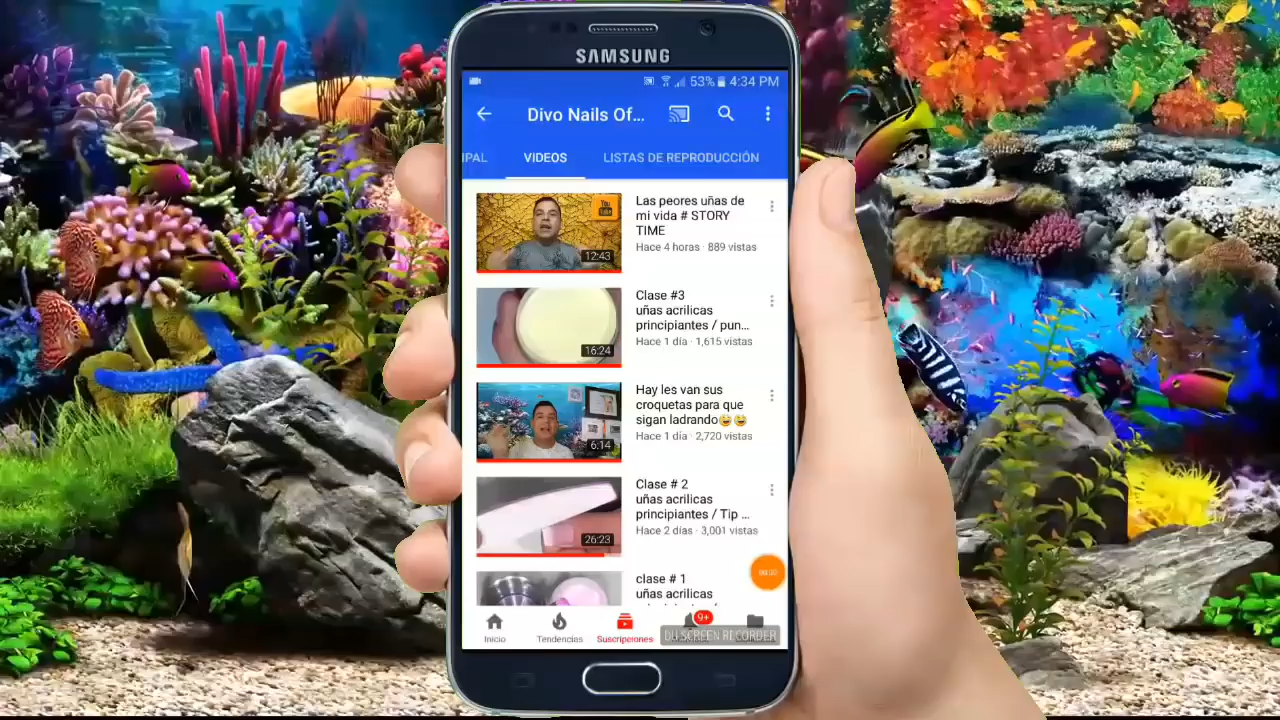 SAMSUNG
53% 4:34 PM
Divo Nails Of...
IPAL VIDEOS LISTAS DE REPRODUCCIÓN
Las peores uñas de
mi vida # STORY
TIME
Hace 4 horas · 889 vistas
You
Tube
12:43
Clase #3
uñas acrilicas
principiantes / pun...
Hace 1 día · 1,615 vistas
16:24
Hay les van sus
croquetas para que
sigan ladrando😂😂
Hace 1 día · 2,720 vistas
6:14
Clase # 2
uñas acrilicas
principiantes / Tip ...
Hace 2 días · 3,001 vistas
26:23
clase # 1
uñas acrilicas
9+
Inicio Tendencias Suscripciones
DU SCREEN RECORDER